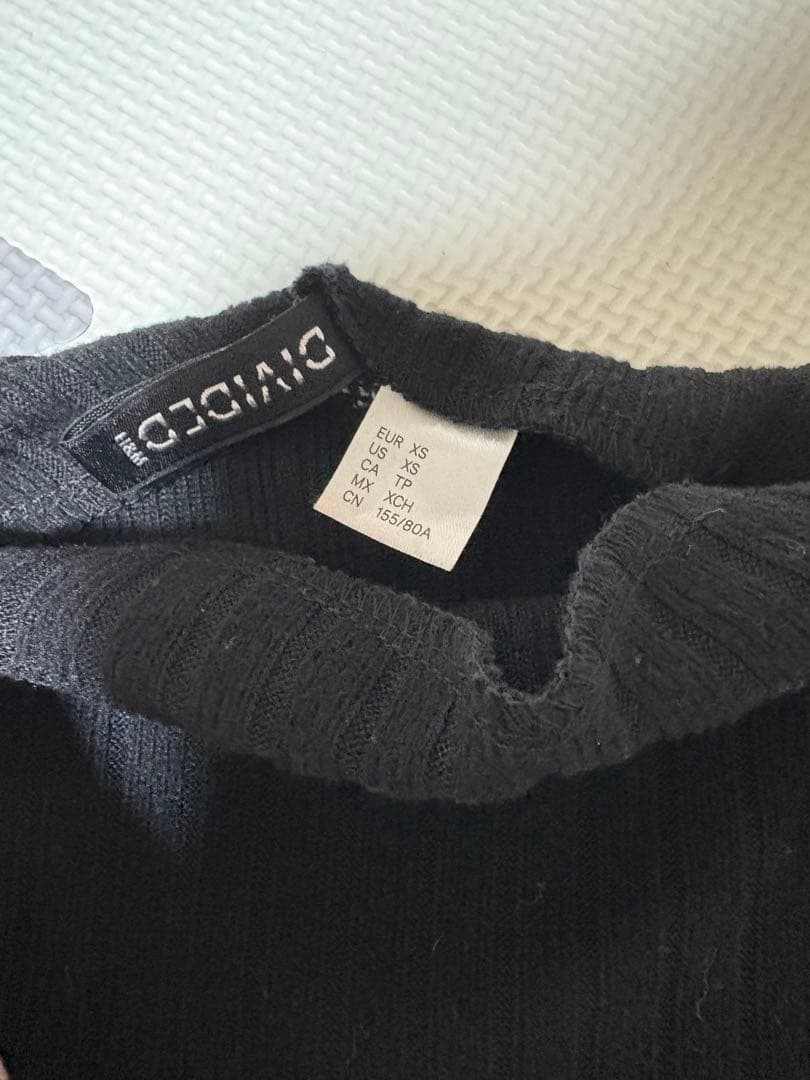 DIVIDED
H&M
EUR XS
US XS
CA TP
MX XCH
CN 155/80A